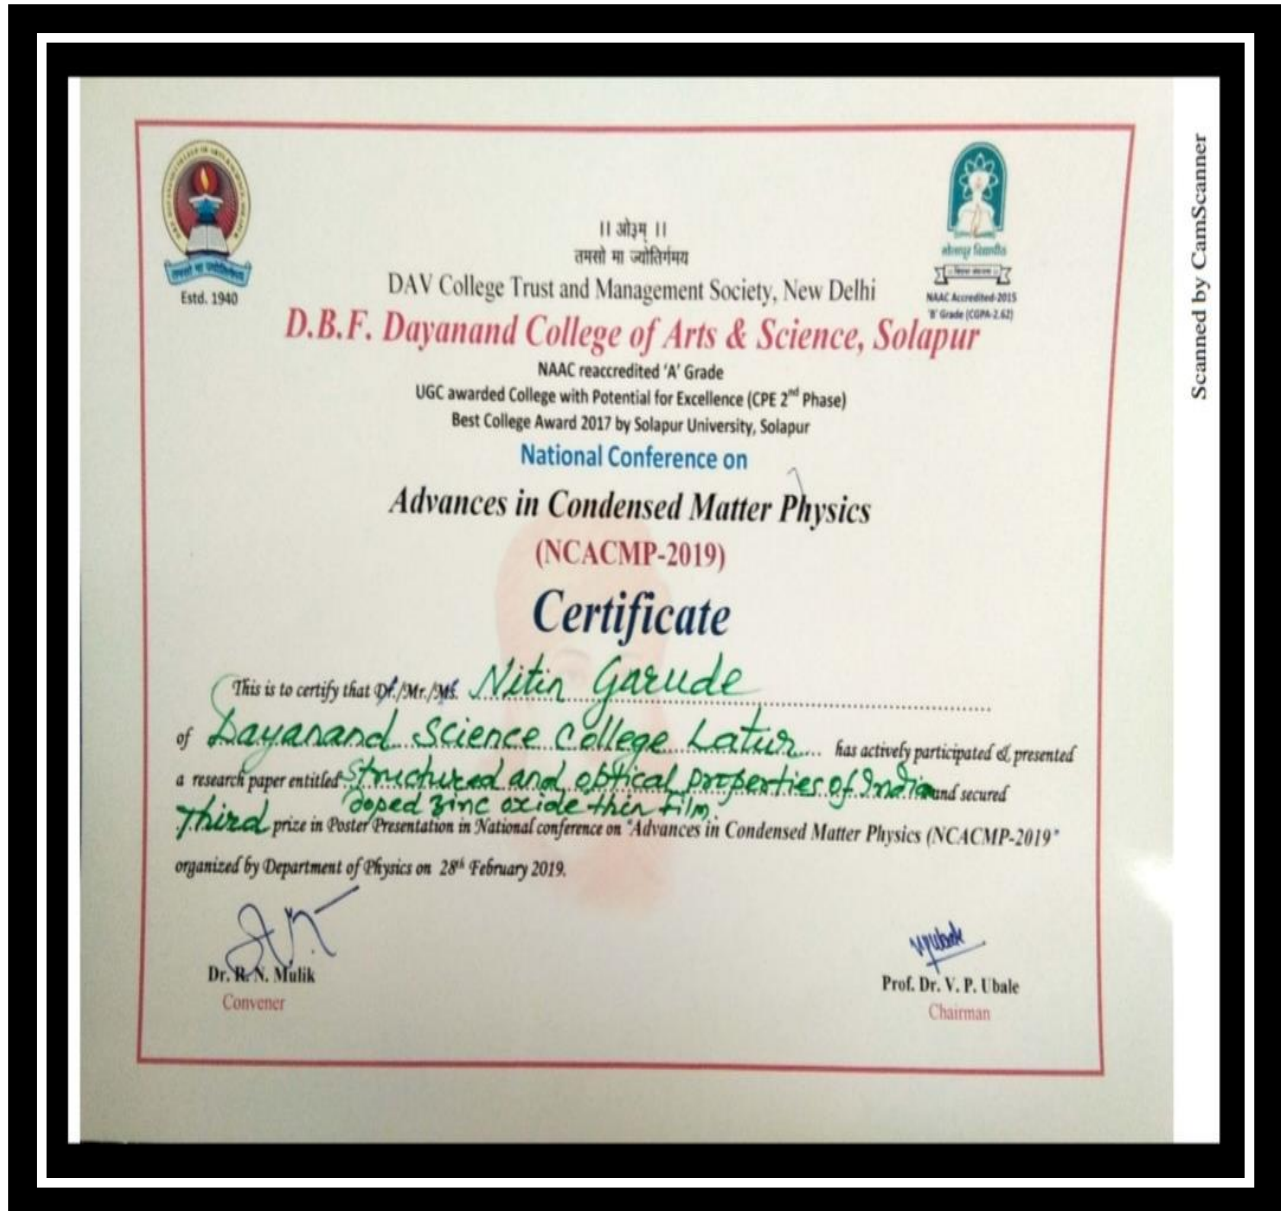 ॥ ओ३म् ॥
तमसो मा ज्योतिर्गमय
DAV College Trust and Management Society, New Delhi
Estd. 1940
NAAC Accredited-2015
'B' Grade (CGPA-2.62)
D.B.F. Dayanand College of Arts & Science, Solapur
NAAC reaccredited 'A' Grade
UGC awarded College with Potential for Excellence (CPE 2nd Phase)
Best College Award 2017 by Solapur University, Solapur
National Conference on
Advances in Condensed Matter Physics
(NCACMP-2019)
Certificate
This is to certify that Dr./Mr./Ms. Nitin Garude
of Dayanand Science College Latur has actively participated & presented
a research paper entitled Structured and optical properties of India and secured
doped zinc oxide thin film.
Third prize in Poster Presentation in National conference on "Advances in Condensed Matter Physics (NCACMP-2019"
organized by Department of Physics on 28th February 2019.
Dr. R. N. Mulik
Convener
Prof. Dr. V. P. Ubale
Chairman
Scanned by CamScanner